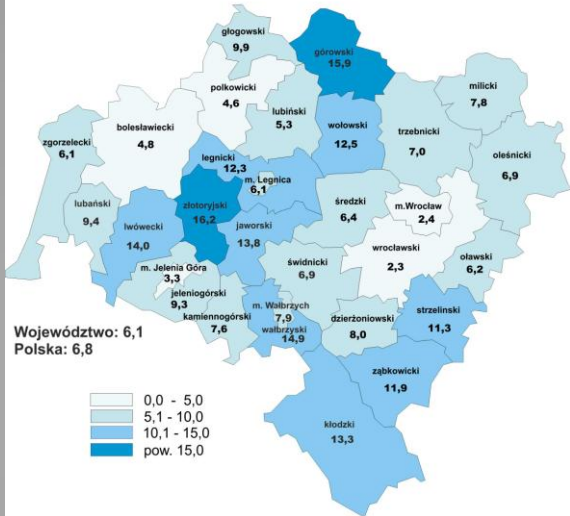 głogowski
9,9
górowski
15,9
polkowicki
4,6
milicki
7,8
lubiński
5,3
bolesławiecki
4,8
wołowski
12,5
trzebnicki
7,0
zgorzelecki
6,1
oleśnicki
6,9
legnicki
12,3
m. Legnica
6,1
lubański
9,4
złotoryjski
16,2
średzki
6,4
m.Wrocław
2,4
lwówecki
14,0
jaworski
13,8
wrocławski
2,3
oławski
6,2
świdnicki
6,9
m. Jelenia Góra
3,3
jeleniogórski
9,3
kamiennogórski
7,6
m. Wałbrzych
7,9
wałbrzyski
14,9
dzierżoniowski
8,0
strzelinski
11,3
Województwo: 6,1
Polska: 6,8
ząbkowicki
11,9
kłodzki
13,3
0,0 - 5,0
5,1 - 10,0
10,1 - 15,0
pow. 15,0